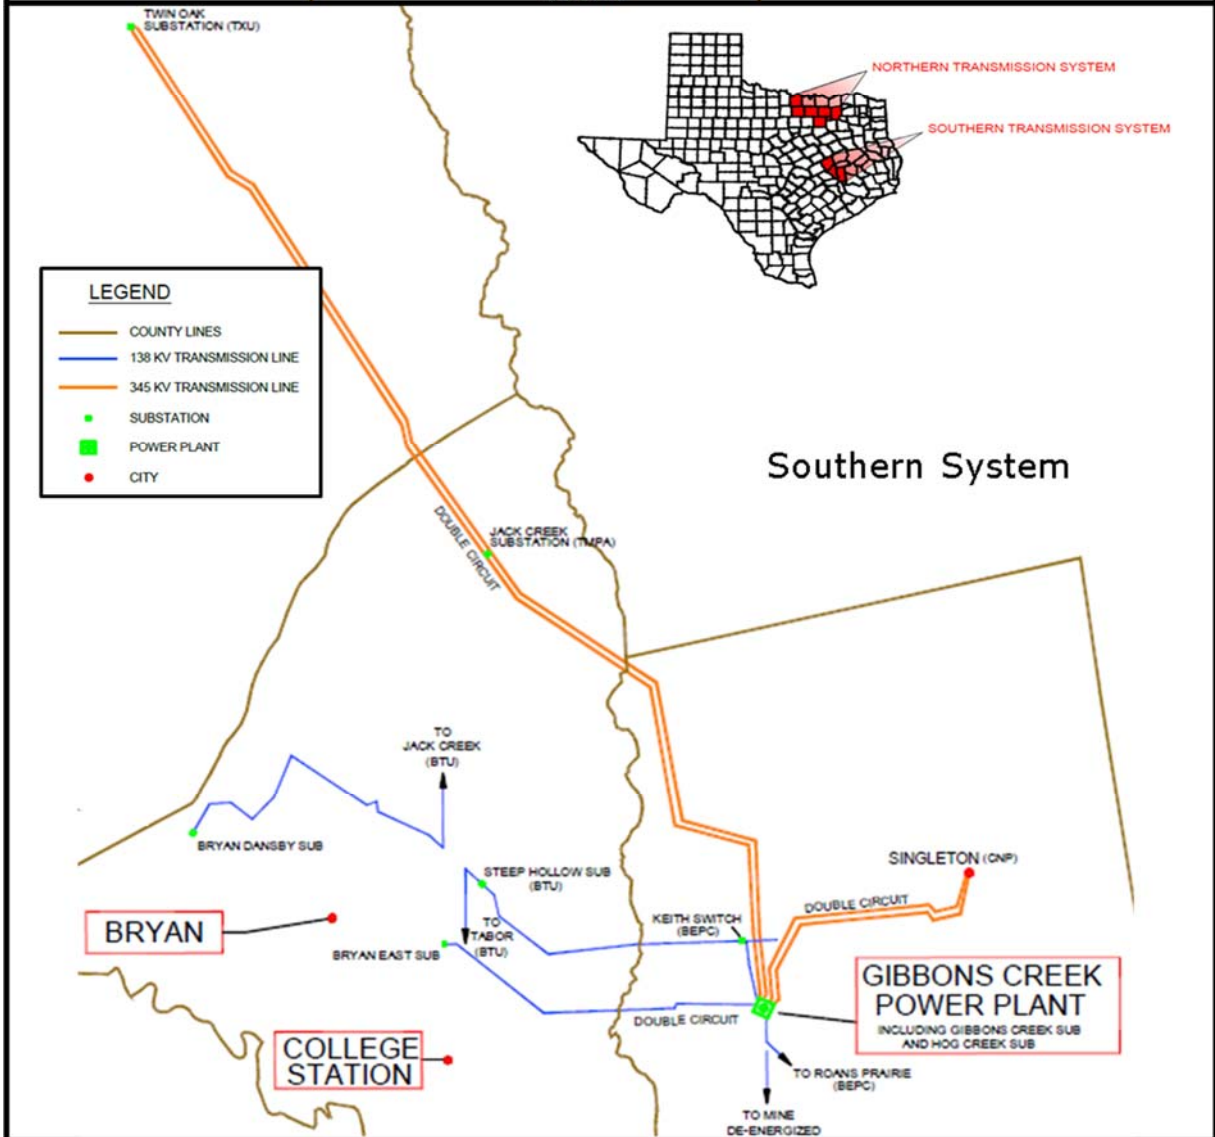 TWIN OAK
SUBSTATION (TXU)
NORTHERN TRANSMISSION SYSTEM
SOUTHERN TRANSMISSION SYSTEM
LEGEND
COUNTY LINES
138 KV TRANSMISSION LINE
345 KV TRANSMISSION LINE
SUBSTATION
POWER PLANT
CITY
Southern System
DOUBLE CIRCUIT
JACK CREEK
SUBSTATION (TMPA)
TO
JACK CREEK
(BTU)
BRYAN DANSBY SUB
STEEP HOLLOW SUB
(BTU)
SINGLETON (CNP)
DOUBLE CIRCUIT
KEITH SWITCH
(BEPC)
BRYAN
TO
TABOR
(BTU)
BRYAN EAST SUB
GIBBONS CREEK
POWER PLANT
INCLUDING GIBBONS CREEK SUB
AND HOG CREEK SUB
DOUBLE CIRCUIT
COLLEGE
STATION
TO ROANS PRAIRIE
(BEPC)
TO MINE
DE-ENERGIZED